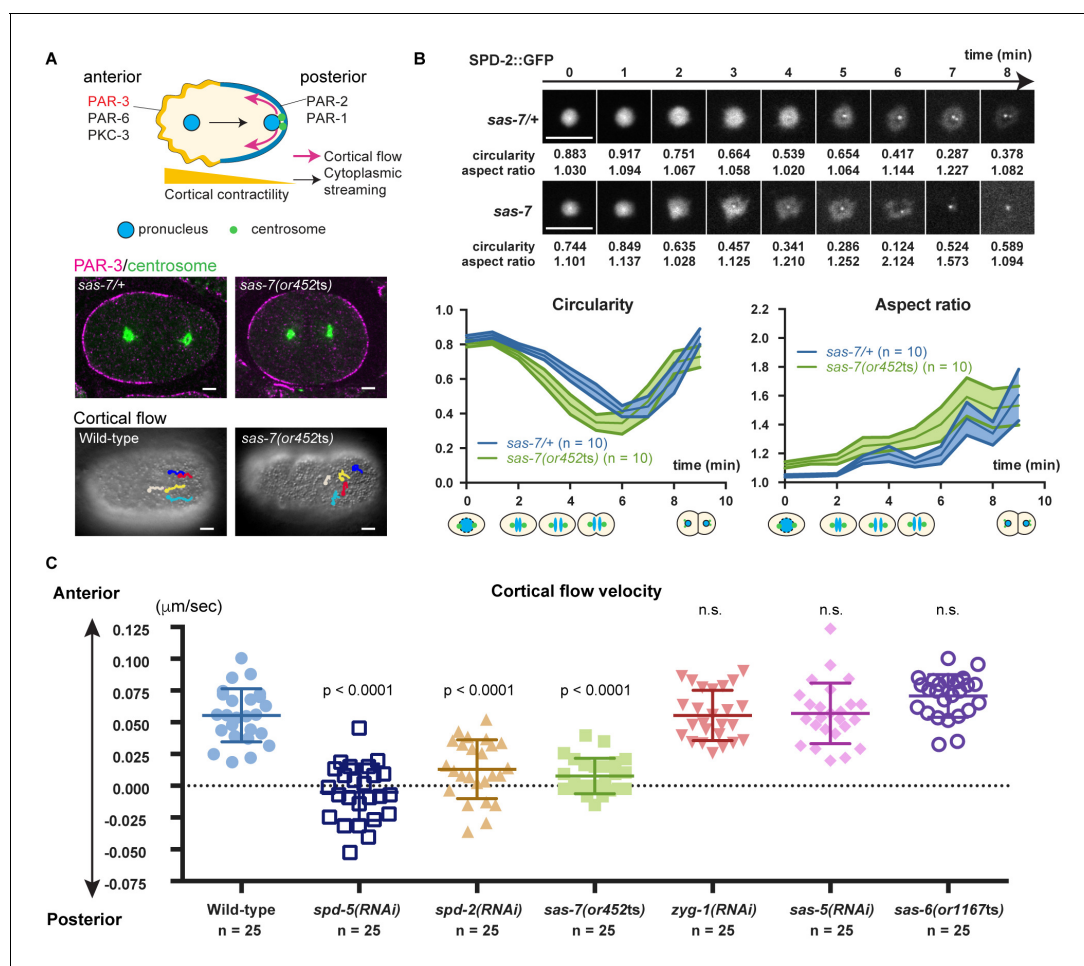 A
anterior
posterior
PAR-3
PAR-6
PKC-3
PAR-2
PAR-1
Cortical flow
Cytoplasmic
streaming
Cortical contractility
pronucleus
centrosome
PAR-3/centrosome
sas-7/+
sas-7(or452ts)
Cortical flow
Wild-type
sas-7(or452ts)
B
SPD-2::GFP
time (min)
0 1 2 3 4 5 6 7 8
sas-7/+
circularity 0.883 0.917 0.751 0.664 0.539 0.654 0.417 0.287 0.378
aspect ratio 1.030 1.094 1.067 1.058 1.020 1.064 1.144 1.227 1.082
sas-7
circularity 0.744 0.849 0.635 0.457 0.341 0.286 0.124 0.524 0.589
aspect ratio 1.101 1.137 1.028 1.125 1.210 1.252 2.124 1.573 1.094
Circularity
1.0
0.8
0.6
0.4
0.2
0.0
sas-7/+ (n = 10)
sas-7(or452ts) (n = 10)
time (min)
0 2 4 6 8 10
Aspect ratio
2.2
2.0
1.8
1.6
1.4
1.2
1.0
sas-7/+ (n = 10)
sas-7(or452ts) (n = 10)
time (min)
0 2 4 6 8 10
C
Cortical flow velocity
Anterior
(μm/sec)
0.125
0.100
0.075
0.050
0.025
0.000
-0.025
-0.050
-0.075
Posterior
p < 0.0001
p < 0.0001
p < 0.0001
n.s.
n.s.
n.s.
Wild-type spd-5(RNAi) spd-2(RNAi) sas-7(or452ts) zyg-1(RNAi) sas-5(RNAi) sas-6(or1167ts)
n = 25 n = 25 n = 25 n = 25 n = 25 n = 25 n = 25